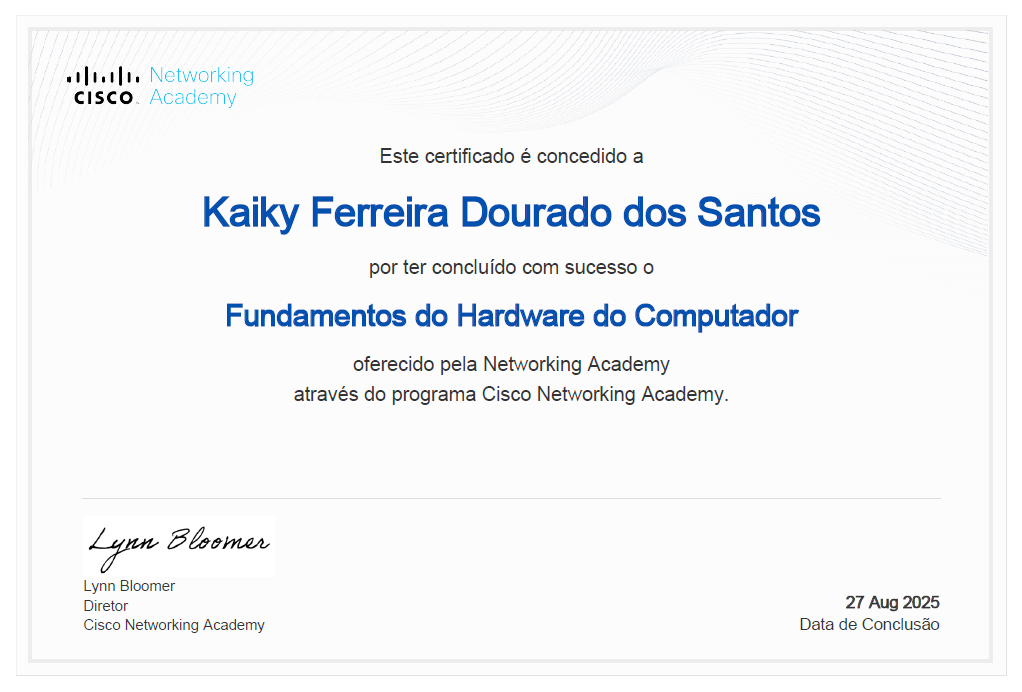 CISCO
Networking
Academy
Este certificado é concedido a
Kaiky Ferreira Dourado dos Santos
por ter concluído com sucesso o
Fundamentos do Hardware do Computador
oferecido pela Networking Academy
através do programa Cisco Networking Academy.
Lynn Bloomer
Lynn Bloomer
Diretor
Cisco Networking Academy
27 Aug 2025
Data de Conclusão